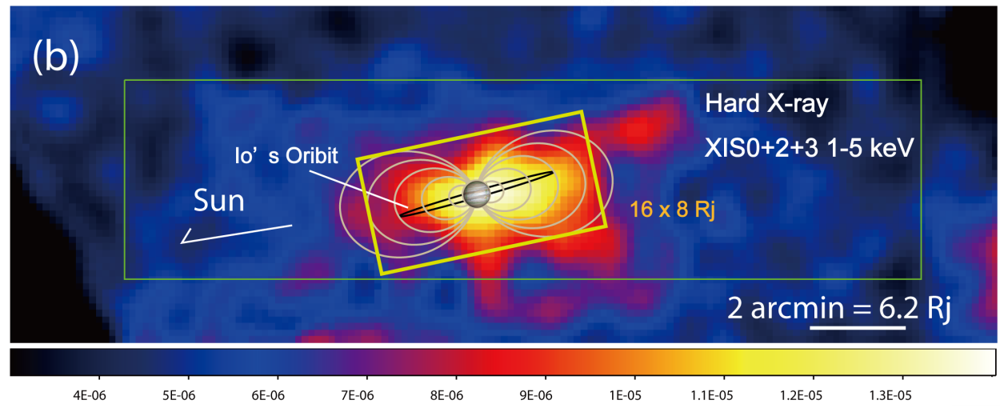 (b)
Hard X-ray
XIS0+2+3 1-5 keV
Io’ s Oribit
Sun
16 x 8 Rj
2 arcmin = 6.2 Rj
4E-06 5E-06 6E-06 7E-06 8E-06 9E-06 1E-05 1.1E-05 1.2E-05 1.3E-05